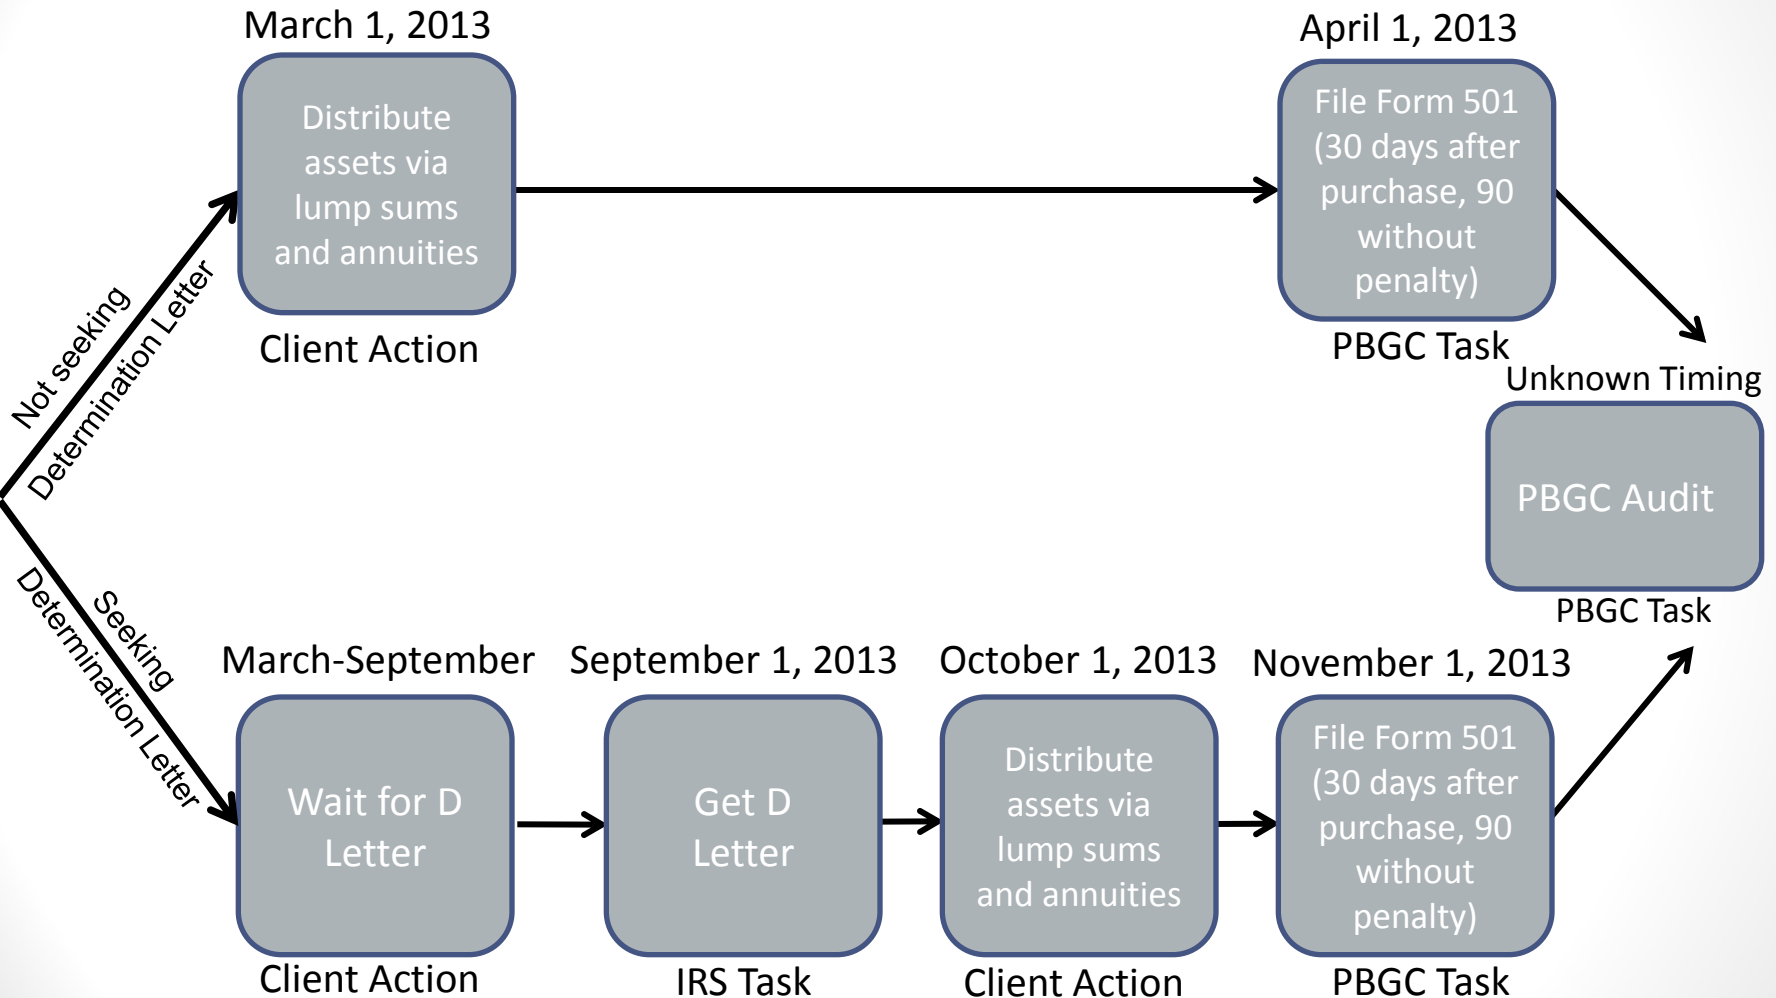 March 1, 2013
Distribute
assets via
lump sums
and annuities
Client Action
April 1, 2013
File Form 501
(30 days after
purchase, 90
without
penalty)
PBGC Task
Not seeking
Determination Letter
Unknown Timing
PBGC Audit
PBGC Task
Seeking
Determination Letter
March-September
Wait for D
Letter
Client Action
September 1, 2013
Get D
Letter
IRS Task
October 1, 2013
Distribute
assets via
lump sums
and annuities
Client Action
November 1, 2013
File Form 501
(30 days after
purchase, 90
without
penalty)
PBGC Task